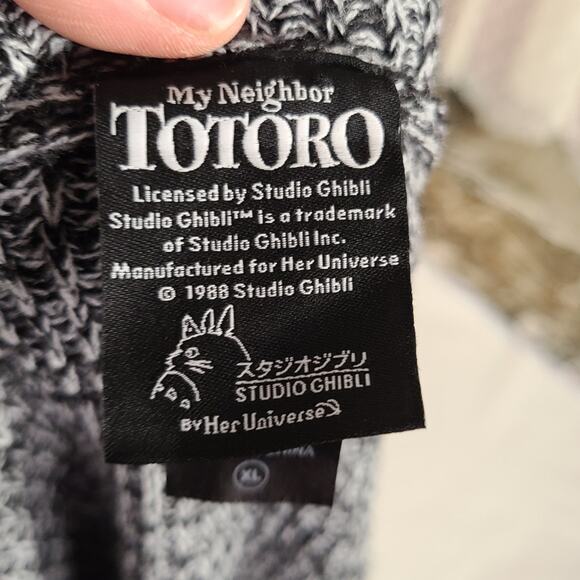 My Neighbor
TOTORO
Licensed by Studio Ghibli
Studio Ghibli™ is a trademark
of Studio Ghibli Inc.
Manufactured for Her Universe
© 1988 Studio Ghibli
スタジオジブリ
STUDIO GHIBLI
BY Her Universe
CHINA
XL